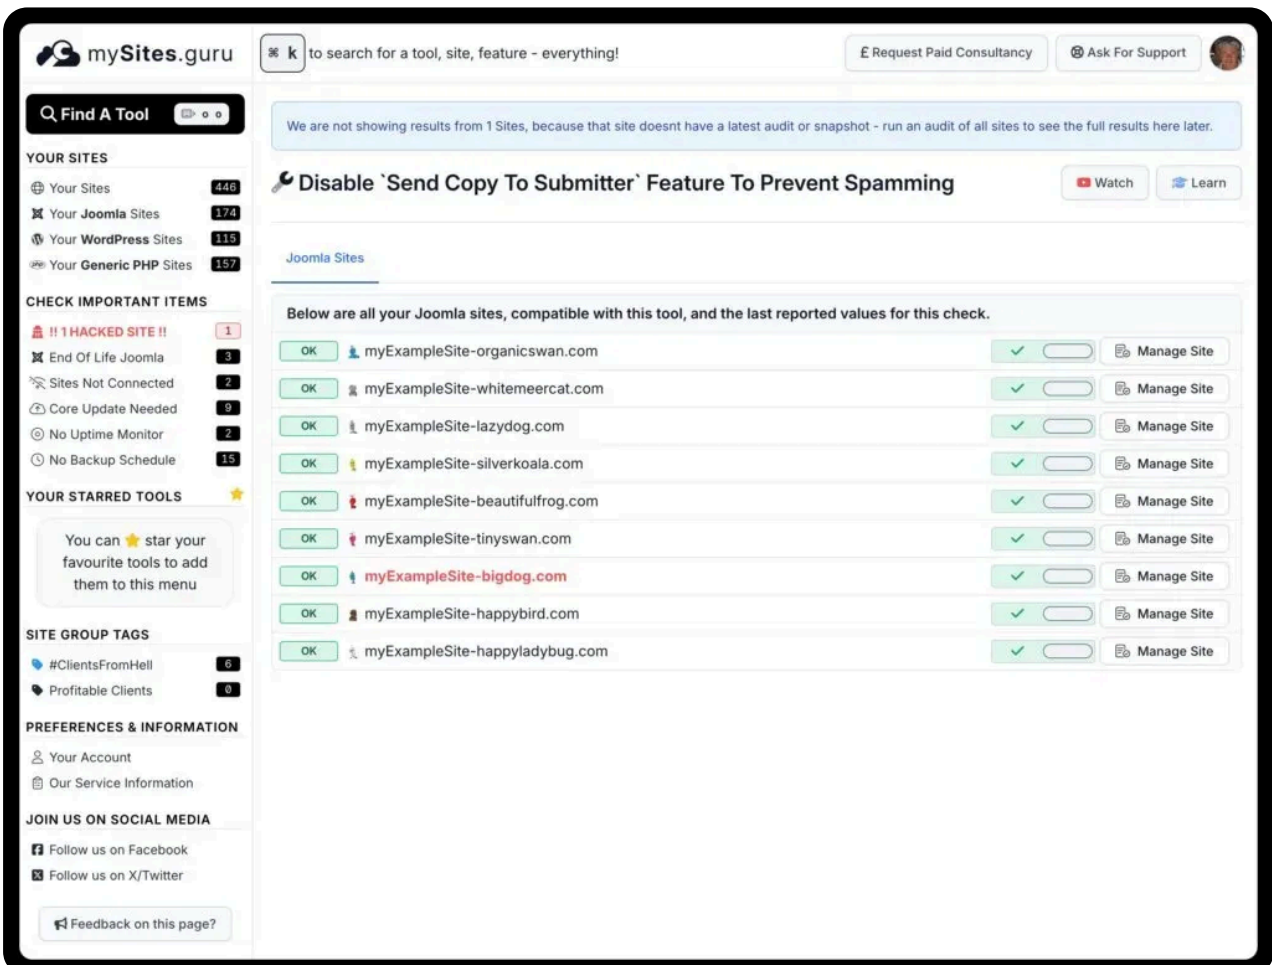 mySites.guru
⌘ k to search for a tool, site, feature - everything!
£ Request Paid Consultancy
Ask For Support
Find A Tool
YOUR SITES
Your Sites 446
Your Joomla Sites 174
Your WordPress Sites 115
php Your Generic PHP Sites 157
CHECK IMPORTANT ITEMS
!! 1 HACKED SITE !! 1
End Of Life Joomla 3
Sites Not Connected 2
Core Update Needed 9
No Uptime Monitor 2
No Backup Schedule 15
YOUR STARRED TOOLS
You can ⭐ star your
favourite tools to add
them to this menu
SITE GROUP TAGS
#ClientsFromHell 6
Profitable Clients 0
PREFERENCES & INFORMATION
Your Account
Our Service Information
JOIN US ON SOCIAL MEDIA
Follow us on Facebook
Follow us on X/Twitter
Feedback on this page?
We are not showing results from 1 Sites, because that site doesnt have a latest audit or snapshot - run an audit of all sites to see the full results here later.
Disable `Send Copy To Submitter` Feature To Prevent Spamming
Watch
Learn
Joomla Sites
Below are all your Joomla sites, compatible with this tool, and the last reported values for this check.
OK myExampleSite-organicswan.com Manage Site
OK myExampleSite-whitemeercat.com Manage Site
OK myExampleSite-lazydog.com Manage Site
OK myExampleSite-silverkoala.com Manage Site
OK myExampleSite-beautifulfrog.com Manage Site
OK myExampleSite-tinyswan.com Manage Site
OK myExampleSite-bigdog.com Manage Site
OK myExampleSite-happybird.com Manage Site
OK myExampleSite-happyladybug.com Manage Site